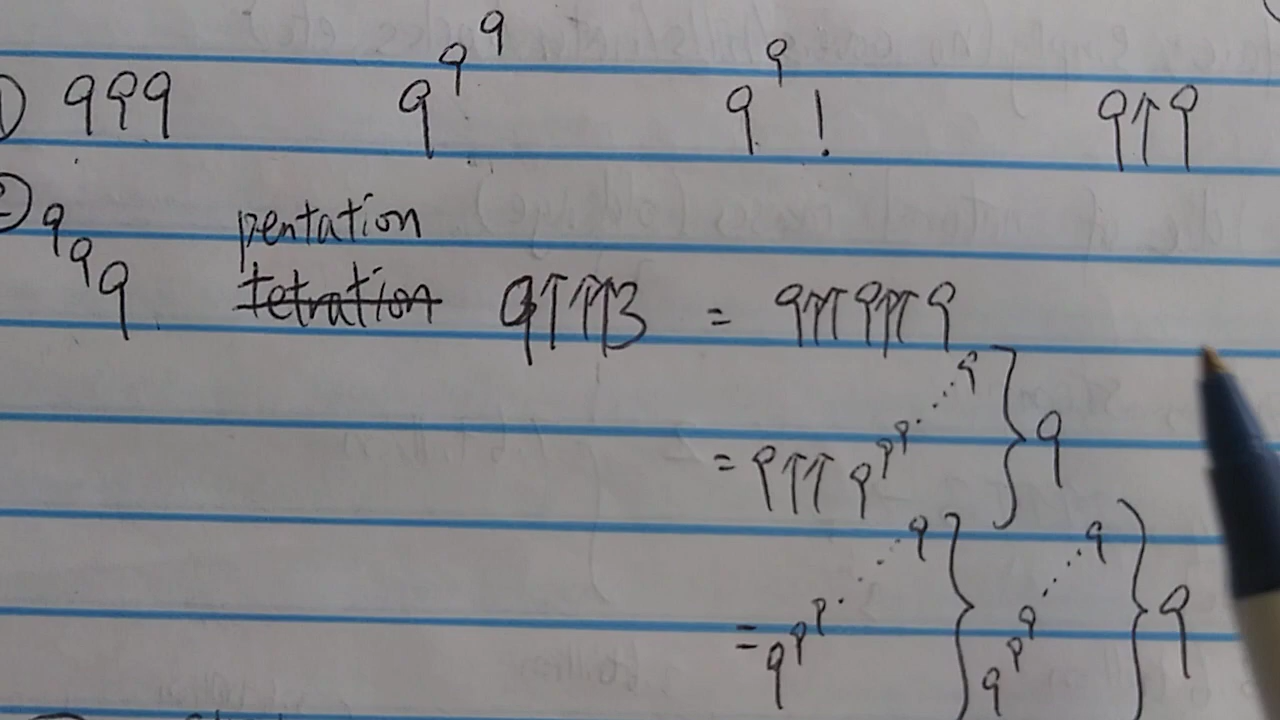 ① 999 9^9^9 9^9! 9↑9
② ⁹9₉ pentation
tetration 9↑↑↑3 = 9↑↑9↑↑9
= 9↑↑9^9^9⋰^9 } 9
= 9^9^9⋰^9 } 9^9^9⋰^9 } 9